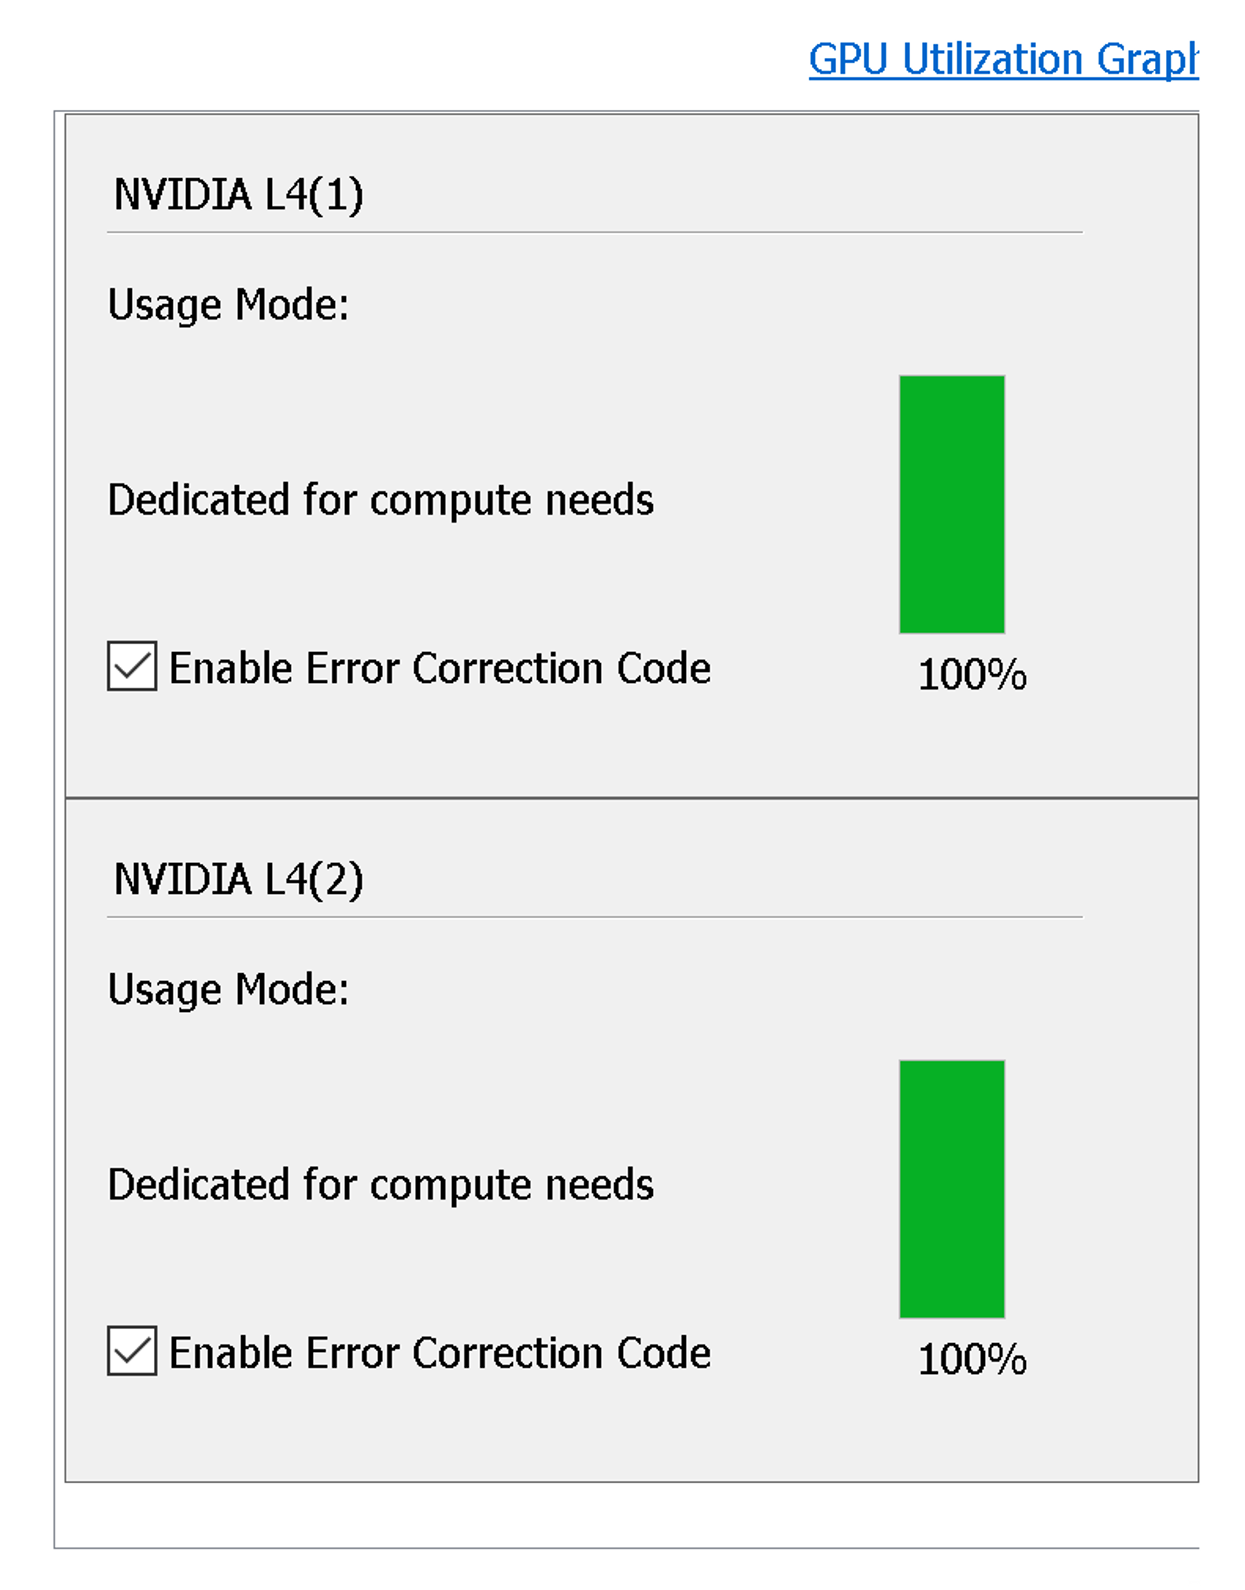 GPU Utilization Graph
NVIDIA L4(1)
Usage Mode:
Dedicated for compute needs
Enable Error Correction Code
100%
NVIDIA L4(2)
Usage Mode:
Dedicated for compute needs
Enable Error Correction Code
100%